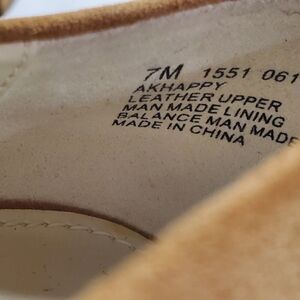 7M 1551 061
AKHAPPY
LEATHER UPPER
MAN MADE LINING
BALANCE MAN MADE
MADE IN CHINA